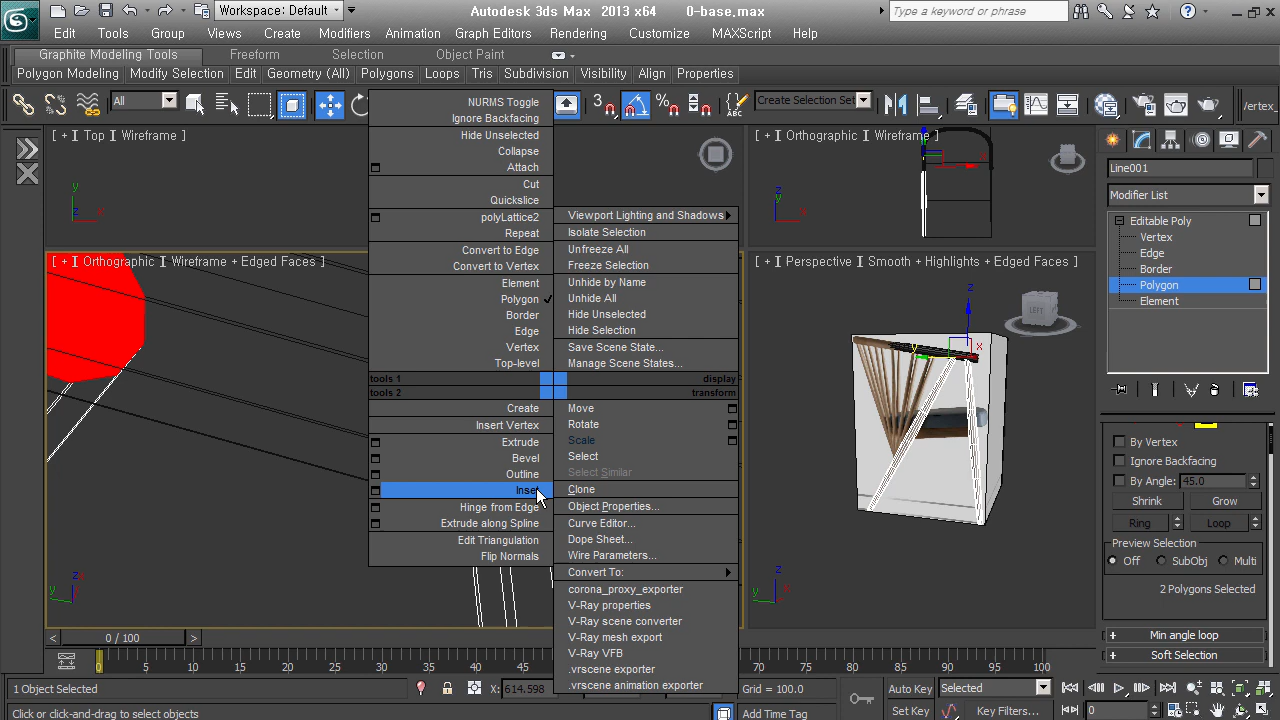 Workspace: Default
Autodesk 3ds Max 2013 x64 0-base.max
Type a keyword or phrase
Edit Tools Group Views Create Modifiers Animation Graph Editors Rendering Customize MAXScript Help
Graphite Modeling Tools Freeform Selection Object Paint
Polygon Modeling Modify Selection Edit Geometry (All) Polygons Loops Tris Subdivision Visibility Align Properties
All
Create Selection Set
/ertex
[ + ] [ Top ] [ Wireframe ]
[ + ] [ Orthographic ] [ Wireframe ]
[ + ] [ Orthographic ] [ Wireframe + Edged Faces ]
[ + ] [ Perspective ] [ Smooth + Highlights + Edged Faces ]
LEFT
NURMS Toggle
Ignore Backfacing
Hide Unselected
Collapse
Attach
Cut
Quickslice
polyLattice2
Repeat
Convert to Edge
Convert to Vertex
Element
Polygon
Border
Edge
Vertex
Top-level
tools 1
tools 2
Create
Insert Vertex
Extrude
Bevel
Outline
Inset
Hinge from Edge
Extrude along Spline
Edit Triangulation
Flip Normals
Viewport Lighting and Shadows
Isolate Selection
Unfreeze All
Freeze Selection
Unhide by Name
Unhide All
Hide Unselected
Hide Selection
Save Scene State...
Manage Scene States...
display
transform
Move
Rotate
Scale
Select
Select Similar
Clone
Object Properties...
Curve Editor...
Dope Sheet...
Wire Parameters...
Convert To:
corona_proxy_exporter
V-Ray properties
V-Ray scene converter
V-Ray mesh export
V-Ray VFB
.vrscene exporter
.vrscene animation exporter
Line001
Modifier List
Editable Poly
Vertex
Edge
Border
Polygon
Element
By Vertex
Ignore Backfacing
By Angle: 45.0
Shrink Grow
Ring Loop
Preview Selection
Off SubObj Multi
2 Polygons Selected
Min angle loop
Soft Selection
0 / 100
0 5 10 15 20 25 30 35 40 45 50 70 75 80 85 90 95 100
1 Object Selected X: 614.598 Grid = 100.0 Auto Key Selected
Click or click-and-drag to select objects Add Time Tag Set Key Key Filters... 0